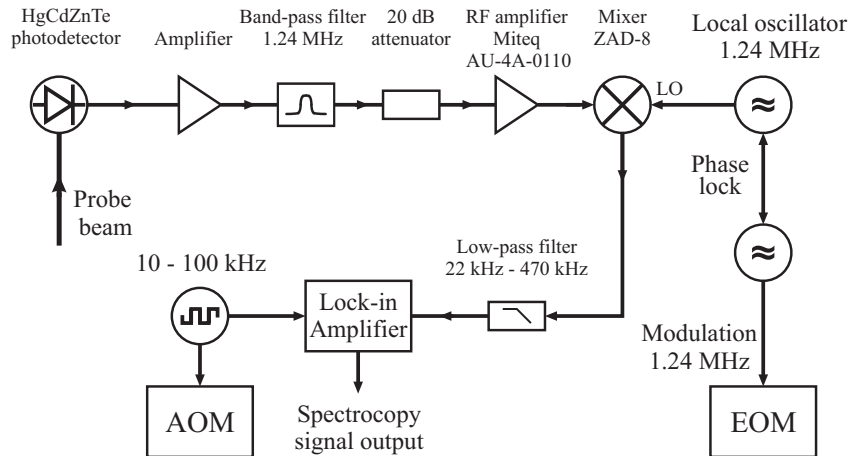 HgCdZnTe
photodetector
Amplifier
Band-pass filter
1.24 MHz
20 dB
attenuator
RF amplifier
Miteq
AU-4A-0110
Mixer
ZAD-8
Local oscillator
1.24 MHz
LO
≈
Probe
beam
Phase
lock
≈
10 - 100 kHz
Low-pass filter
22 kHz - 470 kHz
Lock-in
Amplifier
Modulation
1.24 MHz
AOM
Spectrocopy
signal output
EOM